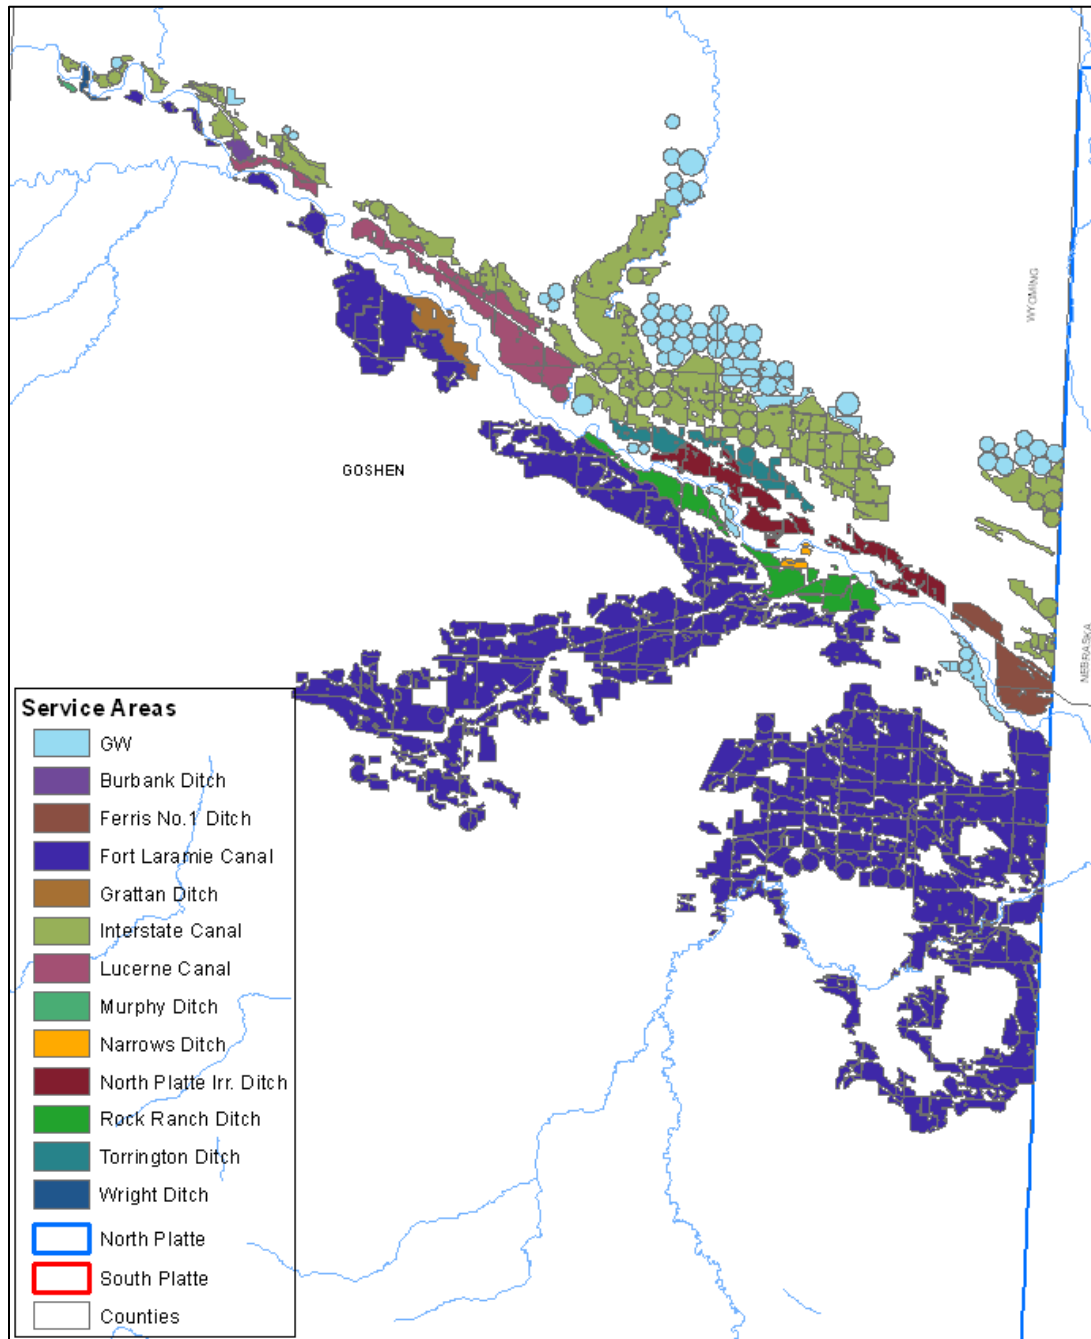 WYOMING
GOSHEN
NEBRASKA
Service Areas
GW
Burbank Ditch
Ferris No.1 Ditch
Fort Laramie Canal
Grattan Ditch
Interstate Canal
Lucerne Canal
Murphy Ditch
Narrows Ditch
North Platte Irr. Ditch
Rock Ranch Ditch
Torrington Ditch
Wright Ditch
North Platte
South Platte
Counties